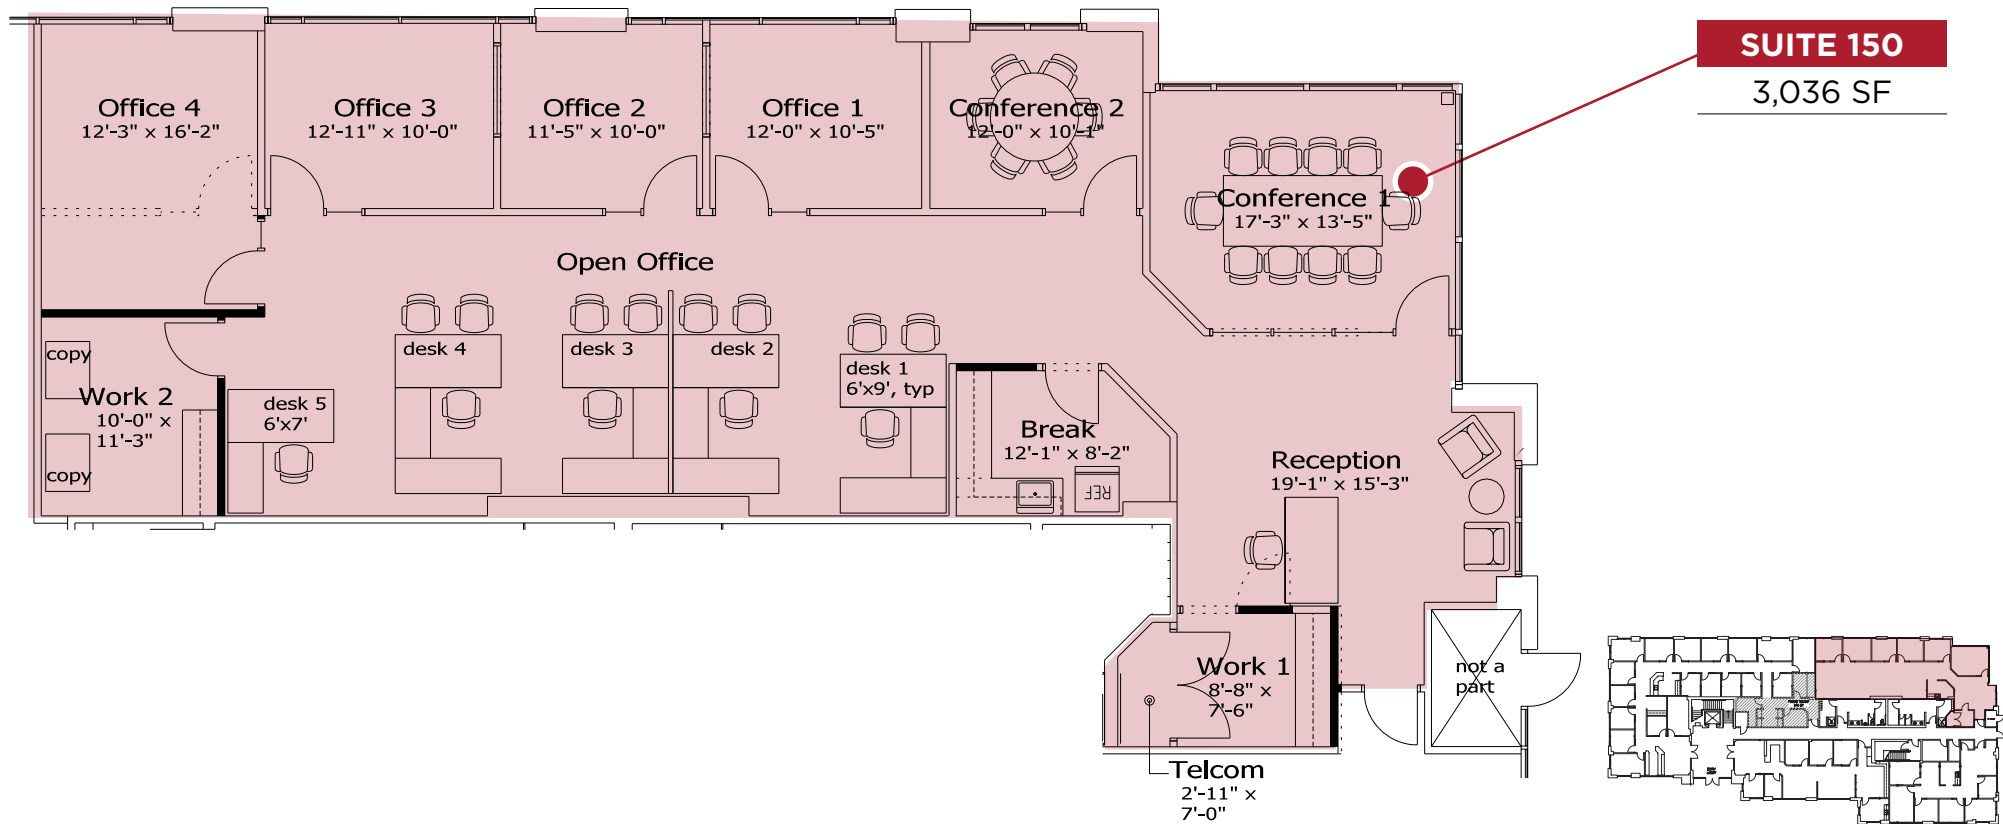 SUITE 150
3,036 SF
Office 4
12'-3" x 16'-2"
Office 3
12'-11" x 10'-0"
Office 2
11'-5" x 10'-0"
Office 1
12'-0" x 10'-5"
Conference 2
12'-0" x 10'-1"
Conference 1
17'-3" x 13'-5"
Open Office
desk 4
desk 3
desk 2
desk 1
6'x9', typ
copy
Work 2
10'-0" x
11'-3"
copy
desk 5
6'x7'
Break
12'-1" x 8'-2"
REF
Reception
19'-1" x 15'-3"
Work 1
8'-8" x
7'-6"
not a
part
Telcom
2'-11" x
7'-0"